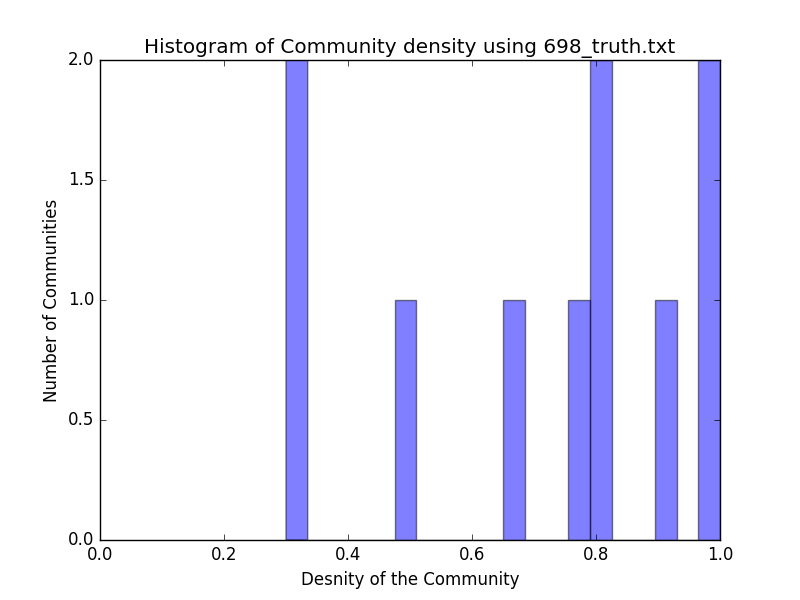 Histogram of Community density using 698_truth.txt
2.0
1.5
1.0
0.5
0.0
Number of Communities
0.0 0.2 0.4 0.6 0.8 1.0
Desnity of the Community